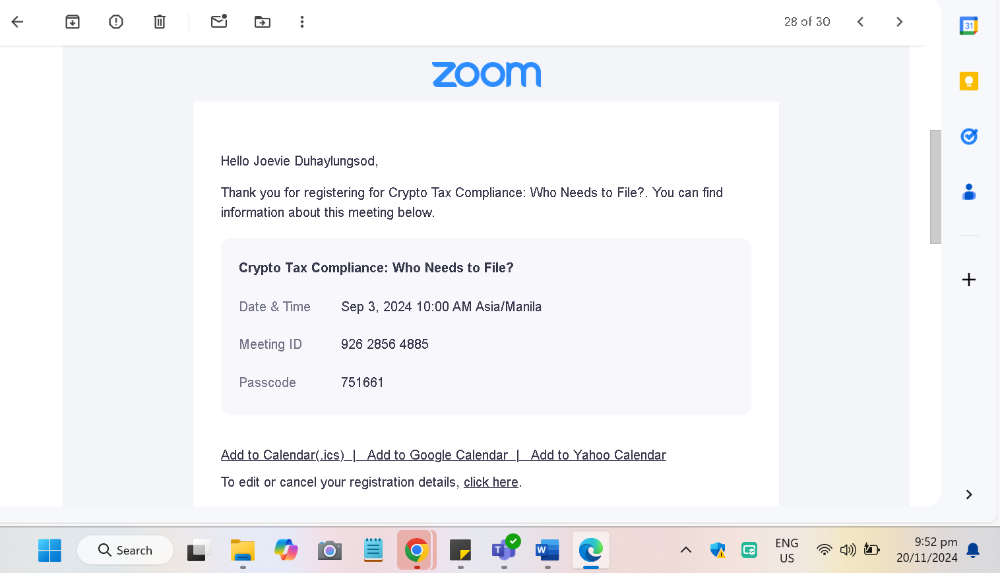 28 of 30
31
zoom
Hello Joevie Duhaylungsod,
Thank you for registering for Crypto Tax Compliance: Who Needs to File?. You can find
information about this meeting below.
Crypto Tax Compliance: Who Needs to File?
Date & Time Sep 3, 2024 10:00 AM Asia/Manila
Meeting ID 926 2856 4885
Passcode 751661
Add to Calendar(.ics) | Add to Google Calendar | Add to Yahoo Calendar
To edit or cancel your registration details, click here.
Search
T
W
ENG
US
9:52 pm
20/11/2024